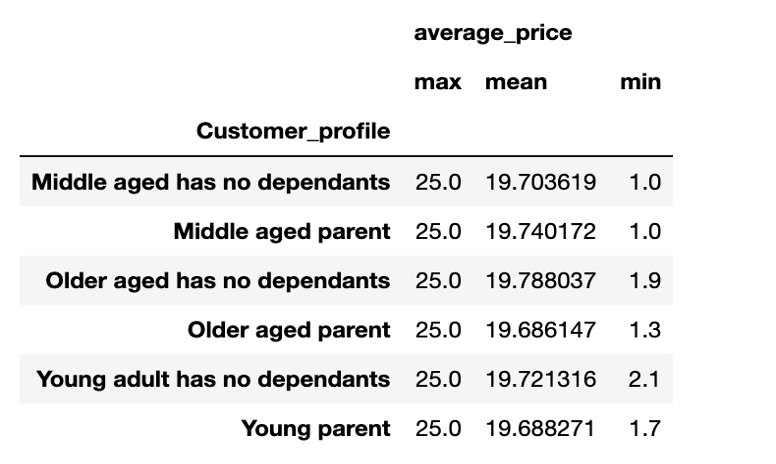 average_price
max mean min
Customer_profile
Middle aged has no dependants 25.0 19.703619 1.0
Middle aged parent 25.0 19.740172 1.0
Older aged has no dependants 25.0 19.788037 1.9
Older aged parent 25.0 19.686147 1.3
Young adult has no dependants 25.0 19.721316 2.1
Young parent 25.0 19.688271 1.7